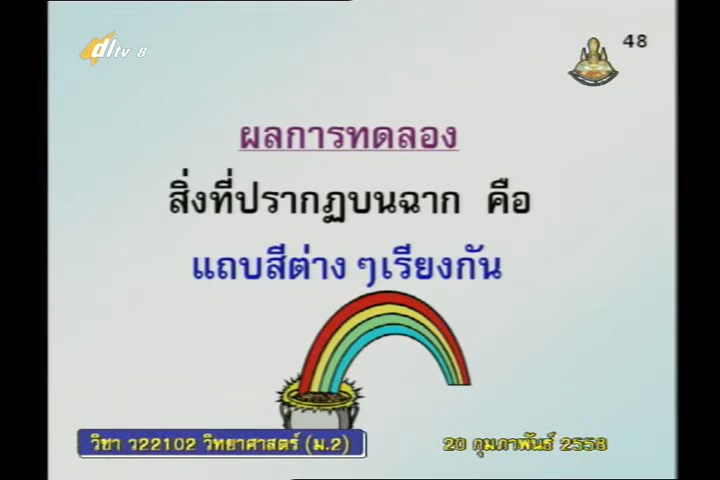 dltv 8
48
ผลการทดลอง
สิ่งที่ปรากฏบนฉาก คือ
แถบสีต่าง ๆเรียงกัน
วิชา ว22102 วิทยาศาสตร์ (ม.2)
20 กุมภาพันธ์ 2558